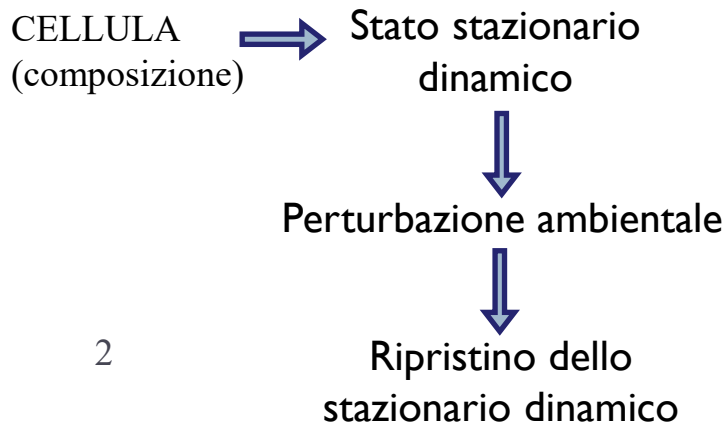 CELLULA
(composizione)
Stato stazionario
dinamico
Perturbazione ambientale
2
Ripristino dello
stazionario dinamico